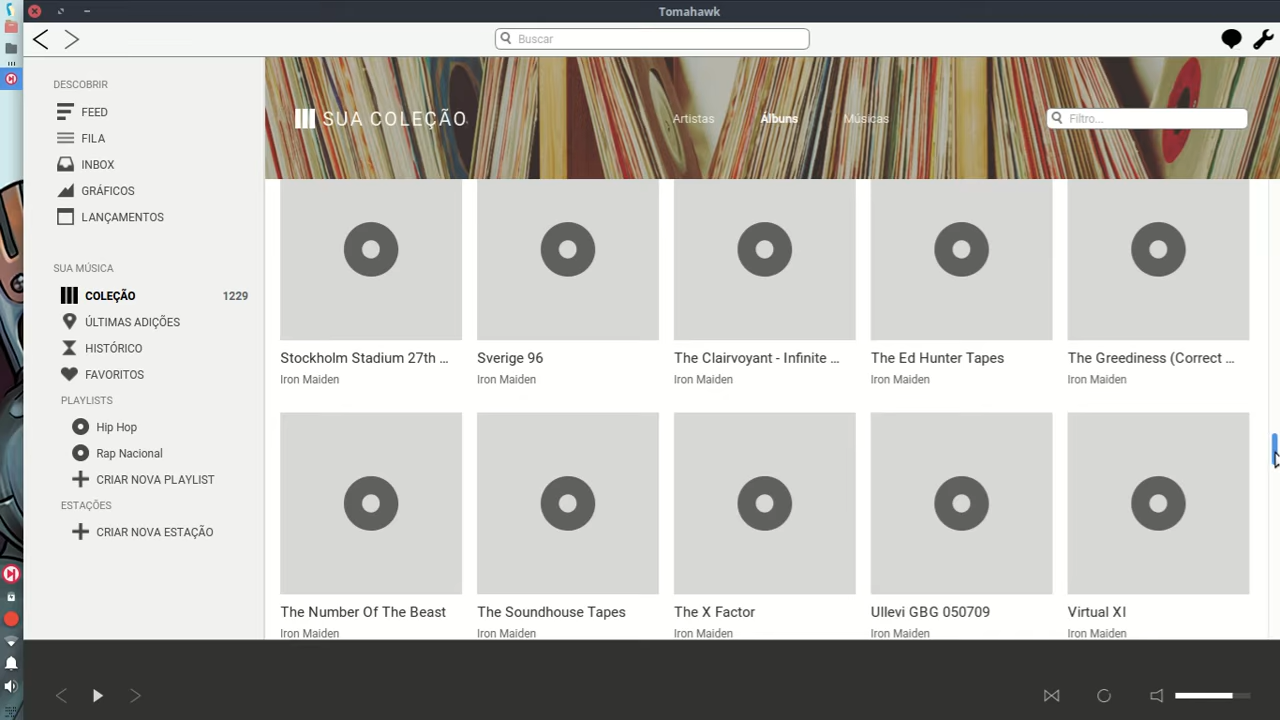 Tomahawk
Buscar
DESCOBRIR
FEED
FILA
INBOX
GRÁFICOS
LANÇAMENTOS
SUA MÚSICA
COLEÇÃO 1229
ÚLTIMAS ADIÇÕES
HISTÓRICO
FAVORITOS
PLAYLISTS
Hip Hop
Rap Nacional
CRIAR NOVA PLAYLIST
ESTAÇÕES
CRIAR NOVA ESTAÇÃO
SUA COLEÇÃO
Artistas Álbuns Músicas
Filtro...
Stockholm Stadium 27th ... Sverige 96 The Clairvoyant - Infinite ... The Ed Hunter Tapes The Greediness (Correct ...
Iron Maiden Iron Maiden Iron Maiden Iron Maiden Iron Maiden
The Number Of The Beast The Soundhouse Tapes The X Factor Ullevi GBG 050709 Virtual XI
Iron Maiden Iron Maiden Iron Maiden Iron Maiden Iron Maiden